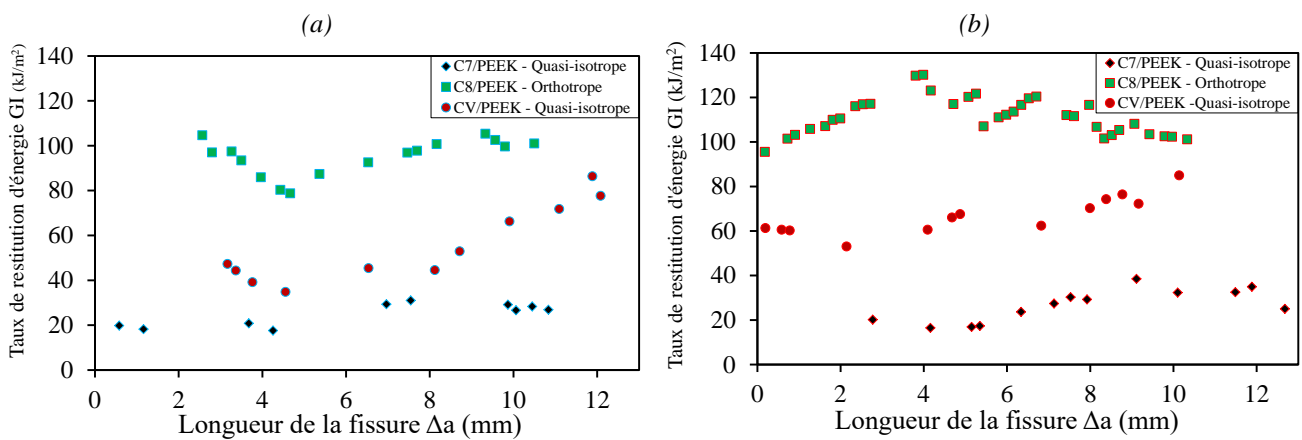 (a)
Taux de restitution d'énergie GI (kJ/m²)
140
120
100
80
60
40
20
0
C7/PEEK - Quasi-isotrope
C8/PEEK - Orthotrope
CV/PEEK - Quasi-isotrope
0 2 4 6 8 10 12
Longueur de la fissure Δa (mm)
(b)
Taux de restitution d'énergie GI (kJ/m²)
140
120
100
80
60
40
20
0
C7/PEEK - Quasi-isotrope
C8/PEEK - Orthotrope
CV/PEEK -Quasi-isotrope
0 2 4 6 8 10 12
Longueur de la fissure Δa (mm)